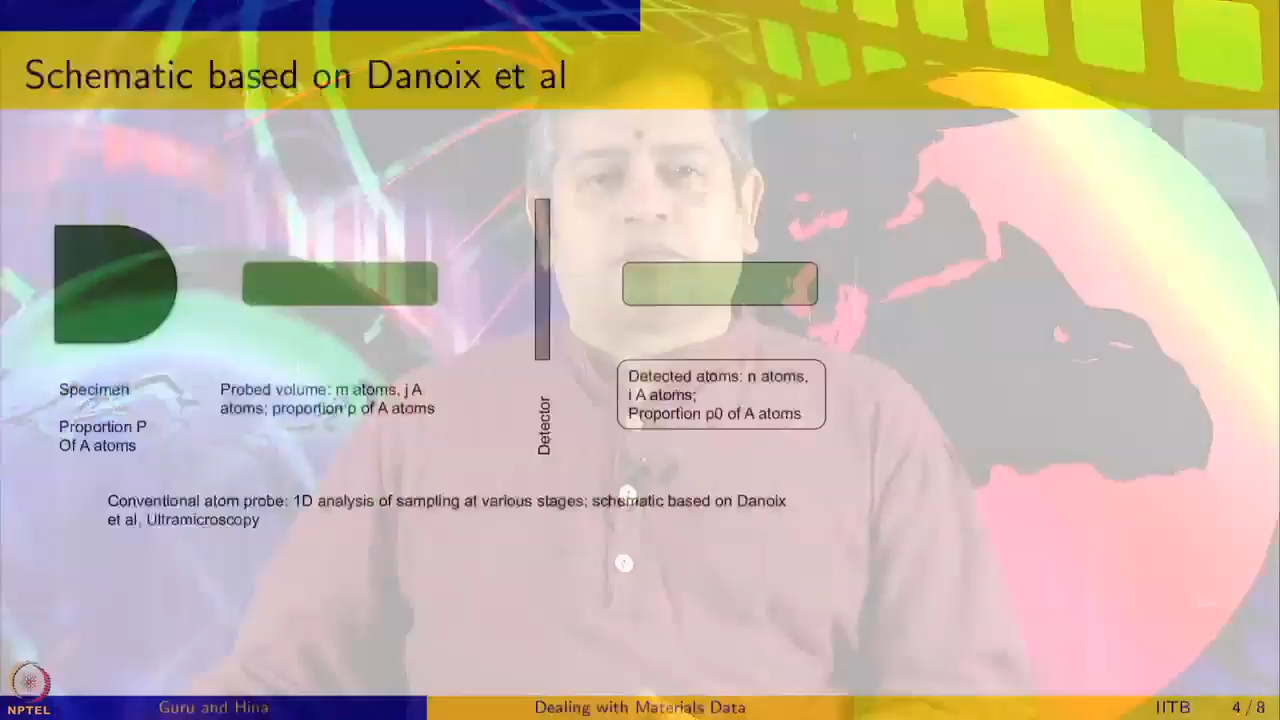 Schematic based on Danoix et al
Specimen
Proportion P
Of A atoms
Probed volume: m atoms, j A
atoms; proportion p of A atoms
Detector
Detected atoms: n atoms,
i A atoms;
Proportion p0 of A atoms
Conventional atom probe: 1D analysis of sampling at various stages; schematic based on Danoix
et al, Ultramicroscopy
NPTEL
Guru and Hina
Dealing with Materials Data
IITB
4 / 8